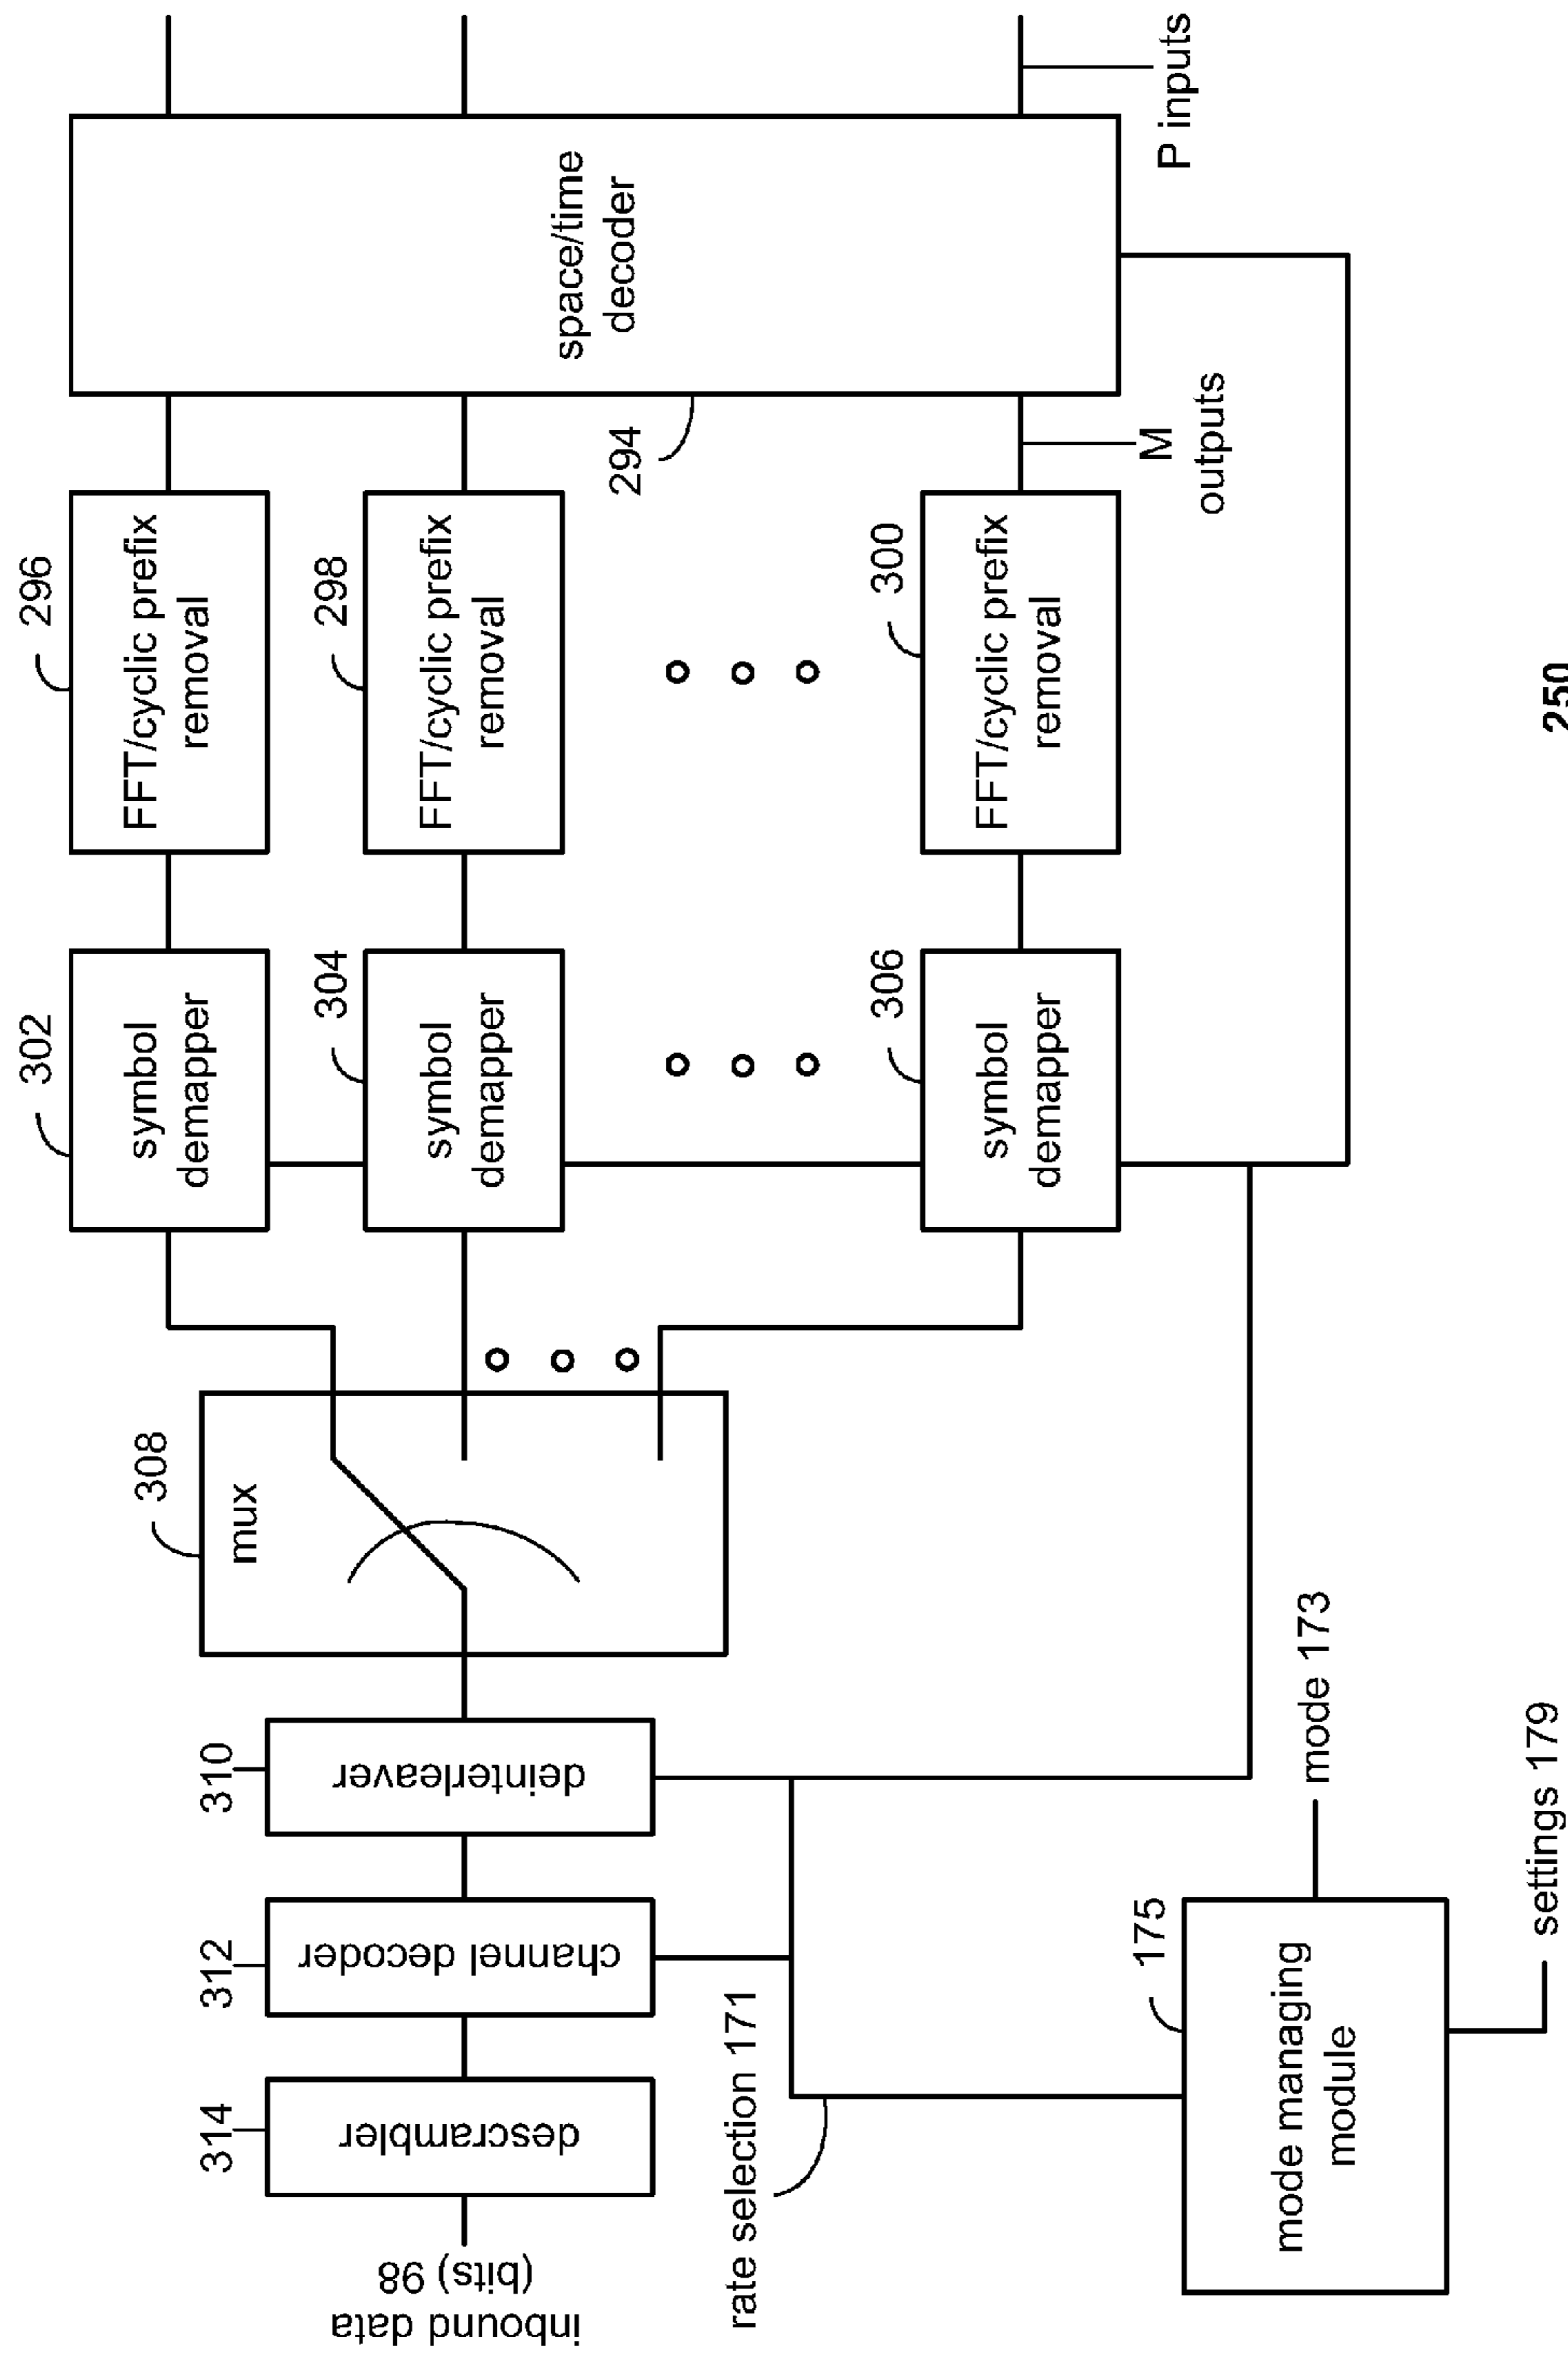 302
symbol
demapper
296
FFT/cyclic prefix
removal
space/time
decoder
294
304
symbol
demapper
298
FFT/cyclic prefix
removal
306
symbol
demapper
300
FFT/cyclic prefix
removal
M
outputs
P inputs
308
mux
314
descrambler
312
channel decoder
310
deinterleaver
inbound data
(bits) 98
rate selection 171
175
mode managing
module
mode 173
settings 179
250